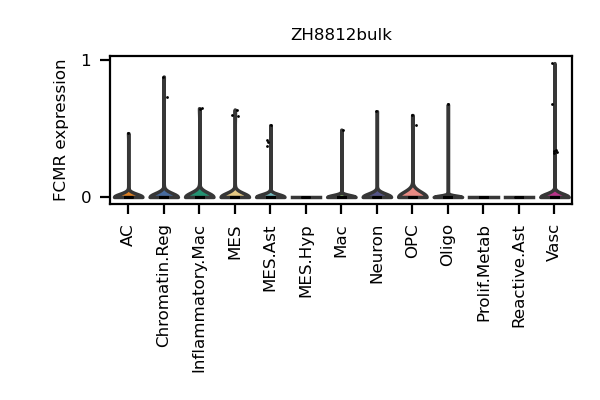 ZH8812bulk
FCMR expression
1
0
AC
Chromatin.Reg
Inflammatory.Mac
MES
MES.Ast
MES.Hyp
Mac
Neuron
OPC
Oligo
Prolif.Metab
Reactive.Ast
Vasc